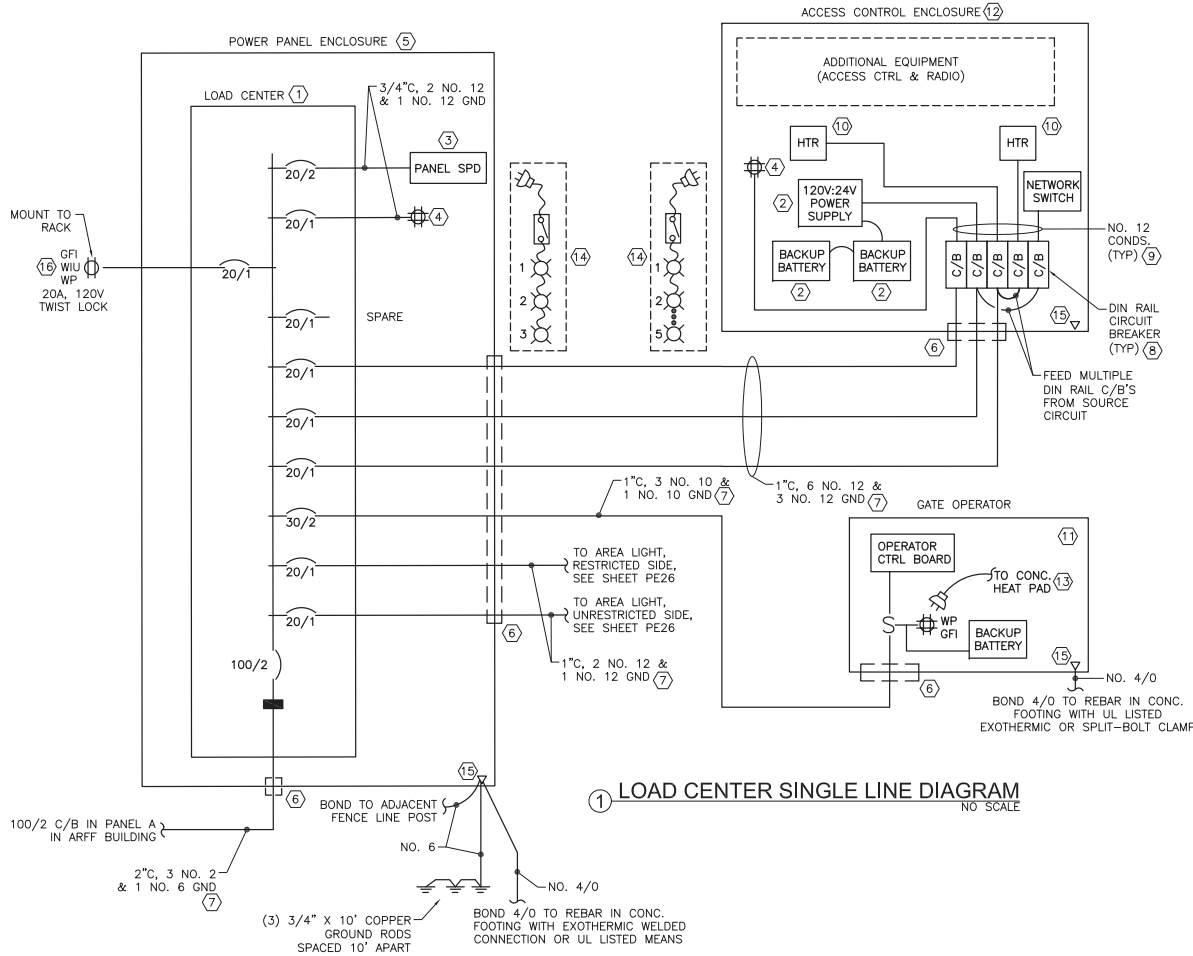 ACCESS CONTROL ENCLOSURE 12
POWER PANEL ENCLOSURE 5
ADDITIONAL EQUIPMENT
(ACCESS CTRL & RADIO)
LOAD CENTER 1
3/4"C, 2 NO. 12
& 1 NO. 12 GND
3
PANEL SPD
20/2
4
20/1
MOUNT TO
RACK
16
GFI
WIU
WP
20A, 120V
TWIST LOCK
20/1
20/1
SPARE
20/1
20/1
20/1
30/2
20/1
20/1
100/2
1
2
3
14
1
2
5
14
10
HTR
10
HTR
4
120V:24V
POWER
SUPPLY
2
NETWORK
SWITCH
BACKUP
BATTERY
BACKUP
BATTERY
2
2
C/B
C/B
C/B
C/B
C/B
NO. 12
CONDS.
(TYP) 9
15
DIN RAIL
CIRCUIT
BREAKER
(TYP) 8
6
FEED MULTIPLE
DIN RAIL C/B'S
FROM SOURCE
CIRCUIT
1"C, 3 NO. 10 &
1 NO. 10 GND 7
1"C, 6 NO. 12 &
3 NO. 12 GND 7
TO AREA LIGHT,
RESTRICTED SIDE,
SEE SHEET PE26
TO AREA LIGHT,
UNRESTRICTED SIDE,
SEE SHEET PE26
6
1"C, 2 NO. 12 &
1 NO. 12 GND 7
GATE OPERATOR
11
OPERATOR
CTRL BOARD
TO CONC.
HEAT PAD 13
S
WP
GFI
BACKUP
BATTERY
15
6
NO. 4/0
BOND 4/0 TO REBAR IN CONC.
FOOTING WITH UL LISTED
EXOTHERMIC OR SPLIT-BOLT CLAMP
6
15
100/2 C/B IN PANEL A
IN ARFF BUILDING
2"C, 3 NO. 2
& 1 NO. 6 GND
7
BOND TO ADJACENT
FENCE LINE POST
NO. 6
NO. 4/0
(3) 3/4" X 10' COPPER
GROUND RODS
SPACED 10' APART
BOND 4/0 TO REBAR IN CONC.
FOOTING WITH EXOTHERMIC WELDED
CONNECTION OR UL LISTED MEANS
1 LOAD CENTER SINGLE LINE DIAGRAM
NO SCALE